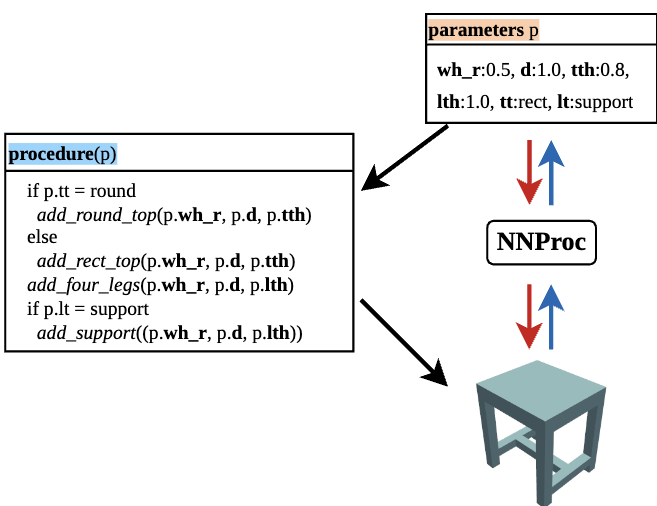 parameters p
wh_r:0.5, d:1.0, tth:0.8,
lth:1.0, tt:rect, lt:support
procedure(p)
if p.tt = round
add_round_top(p.wh_r, p.d, p.tth)
else
add_rect_top(p.wh_r, p.d, p.tth)
add_four_legs(p.wh_r, p.d, p.lth)
if p.lt = support
add_support((p.wh_r, p.d, p.lth))
NNProc